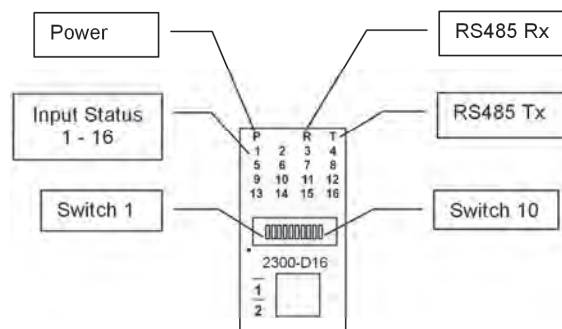 Power
RS485 Rx
Input Status
1 - 16
RS485 Tx
P R T
1 2 3 4
5 6 7 8
9 10 11 12
13 14 15 16
Switch 1
Switch 10
2300-D16
1
2